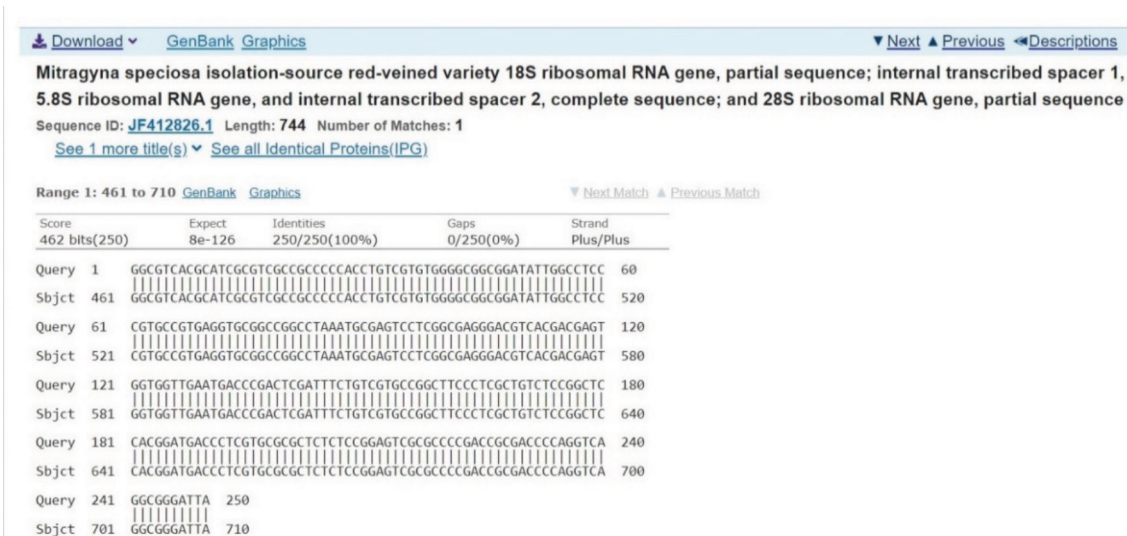 Download GenBank Graphics Next Previous Descriptions
Mitragyna speciosa isolation-source red-veined variety 18S ribosomal RNA gene, partial sequence; internal transcribed spacer 1,
5.8S ribosomal RNA gene, and internal transcribed spacer 2, complete sequence; and 28S ribosomal RNA gene, partial sequence
Sequence ID: JF412826.1 Length: 744 Number of Matches: 1
See 1 more title(s) See all Identical Proteins(IPG)
Range 1: 461 to 710 GenBank Graphics Next Match Previous Match
Score Expect Identities Gaps Strand
462 bits(250) 8e-126 250/250(100%) 0/250(0%) Plus/Plus
Query 1 GGCGTCACGCATCGCGTCGCCGCCCCCACCTGTCGTGTGGGGCGGCGGATATTGGCCTCC 60
Sbjct 461 GGCGTCACGCATCGCGTCGCCGCCCCCACCTGTCGTGTGGGGCGGCGGATATTGGCCTCC 520
Query 61 CGTGCCGTGAGGTGCGGCCGGCCTAAATGCGAGTCCTCGGCGAGGGACGTCACGACGAGT 120
Sbjct 521 CGTGCCGTGAGGTGCGGCCGGCCTAAATGCGAGTCCTCGGCGAGGGACGTCACGACGAGT 580
Query 121 GGTGGTTGAATGACCCGACTCGATTTCTGTCGTGCCGGCTTCCCTCGCTGTCTCCGGCTC 180
Sbjct 581 GGTGGTTGAATGACCCGACTCGATTTCTGTCGTGCCGGCTTCCCTCGCTGTCTCCGGCTC 640
Query 181 CACGGATGACCCTCGTGCGCGCTCTCTCCGGAGTCGCGCCCCGACCGCGACCCCAGGTCA 240
Sbjct 641 CACGGATGACCCTCGTGCGCGCTCTCTCCGGAGTCGCGCCCCGACCGCGACCCCAGGTCA 700
Query 241 GGCGGGATTA 250
Sbjct 701 GGCGGGATTA 710